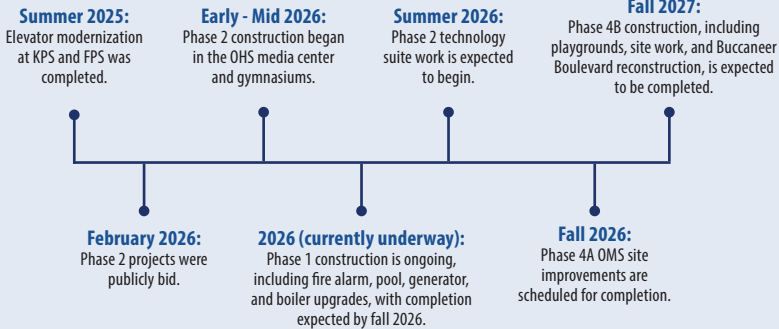 Summer 2025:
Elevator modernization
at KPS and FPS was
completed.
Early - Mid 2026:
Phase 2 construction began
in the OHS media center
and gymnasiums.
Summer 2026:
Phase 2 technology
suite work is expected
to begin.
Fall 2027:
Phase 4B construction, including
playgrounds, site work, and Buccaneer
Boulevard reconstruction, is expected
to be completed.
February 2026:
Phase 2 projects were
publicly bid.
2026 (currently underway):
Phase 1 construction is ongoing,
including fire alarm, pool, generator,
and boiler upgrades, with completion
expected by fall 2026.
Fall 2026:
Phase 4A OMS site
improvements are
scheduled for completion.